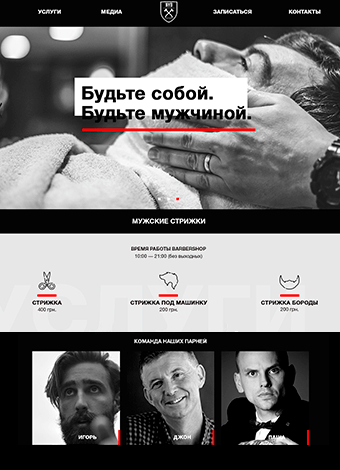 УСЛУГИ МЕДИА ЗАПИСАТЬСЯ КОНТАКТЫ
Будьте собой.
Будьте мужчиной.
МУЖСКИЕ СТРИЖКИ
ВРЕМЯ РАБОТЫ BARBERSHOP
10:00 — 21:00 (без выходных)
УСЛУГИ
СТРИЖКА СТРИЖКА ПОД МАШИНКУ СТРИЖКА БОРОДЫ
400 грн. 200 грн. 290 грн.
КОМАНДА НАШИХ ПАРНЕЙ
ИГОРЬ ДЖОН ПАША